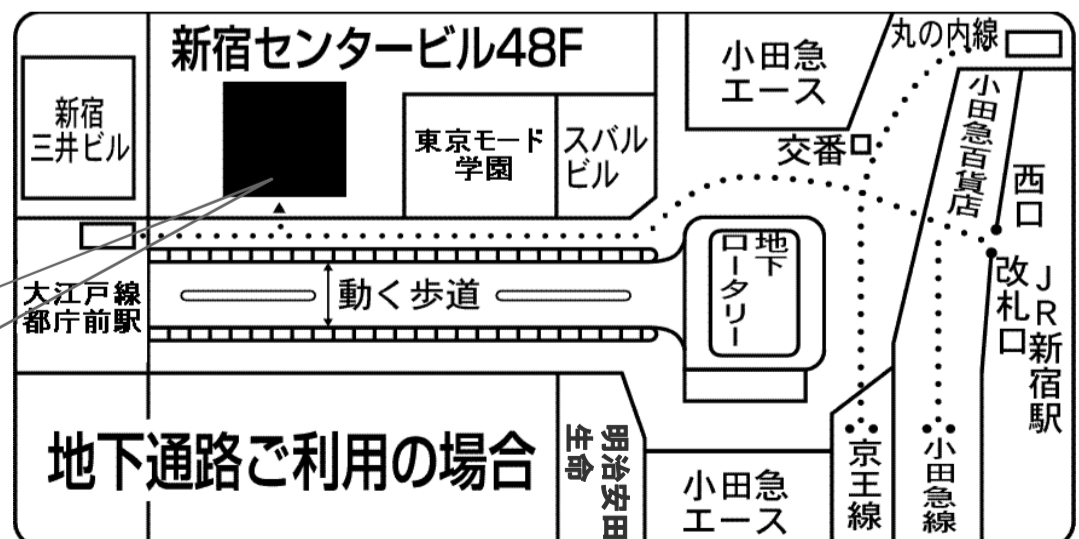 新宿センタービル48F
丸の内線
小田急
エース
新宿
三井ビル
東京モード
学園
スバル
ビル
交番
小田急百貨店
西口
改札口
JR新宿駅
地下
ロータリー
大江戸線
都庁前駅
動く歩道
地下通路ご利用の場合
明治安田
生命
小田急
エース
京王線
小田急線